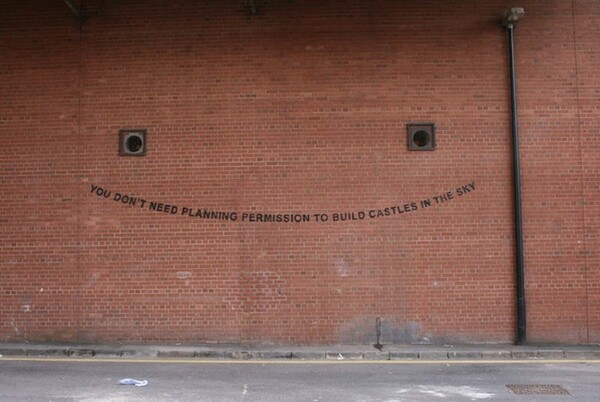 YOU DON'T NEED PLANNING PERMISSION TO BUILD CASTLES IN THE SKY